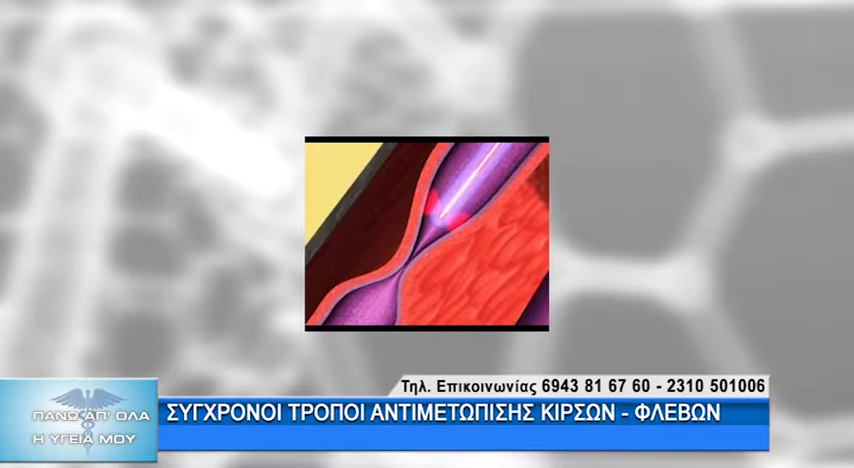 Τηλ. Επικοινωνίας 6943 81 67 60 - 2310 501006
ΣΥΓΧΡΟΝΟΙ ΤΡΟΠΟΙ ΑΝΤΙΜΕΤΩΠΙΣΗΣ ΚΙΡΣΩΝ - ΦΛΕΒΩΝ
ΠΑΝΩ ΑΠ' ΟΛΑ
Η ΥΓΕΙΑ ΜΟΥ